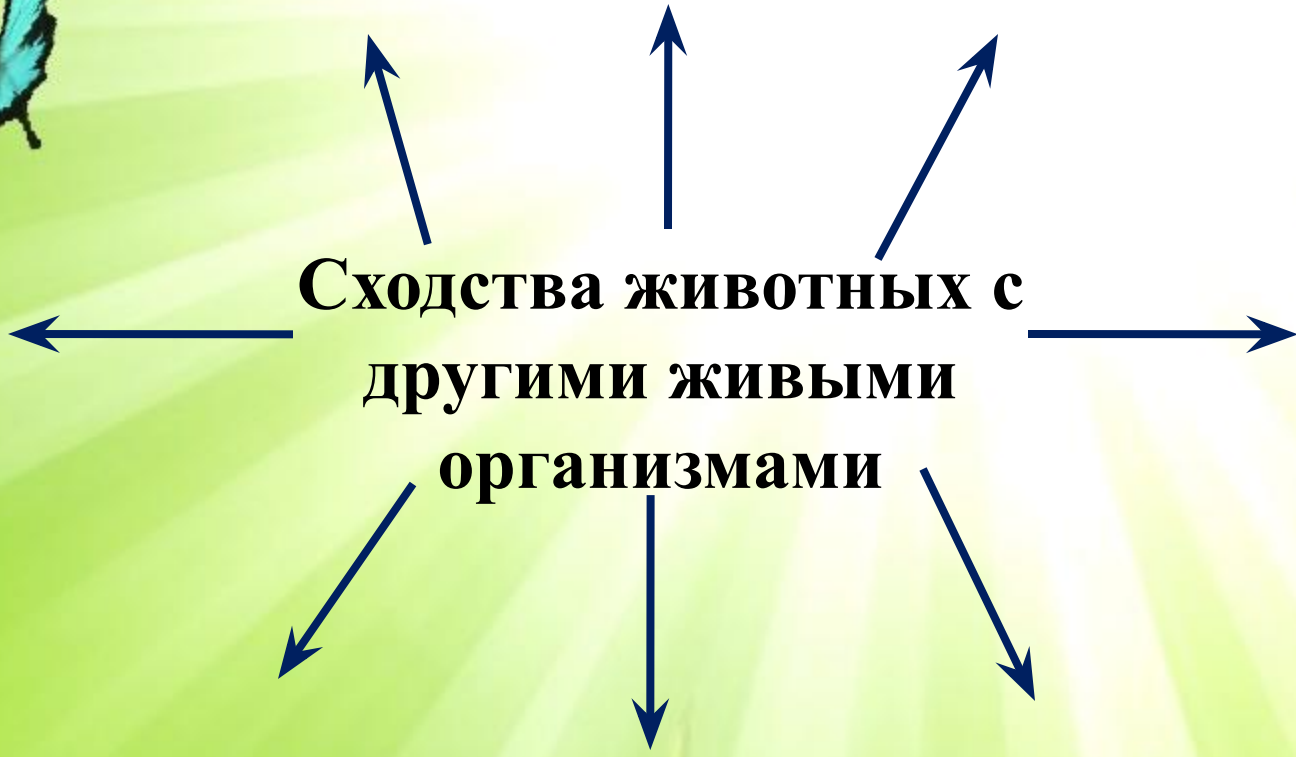 Сходства животных с
другими живыми
организмами